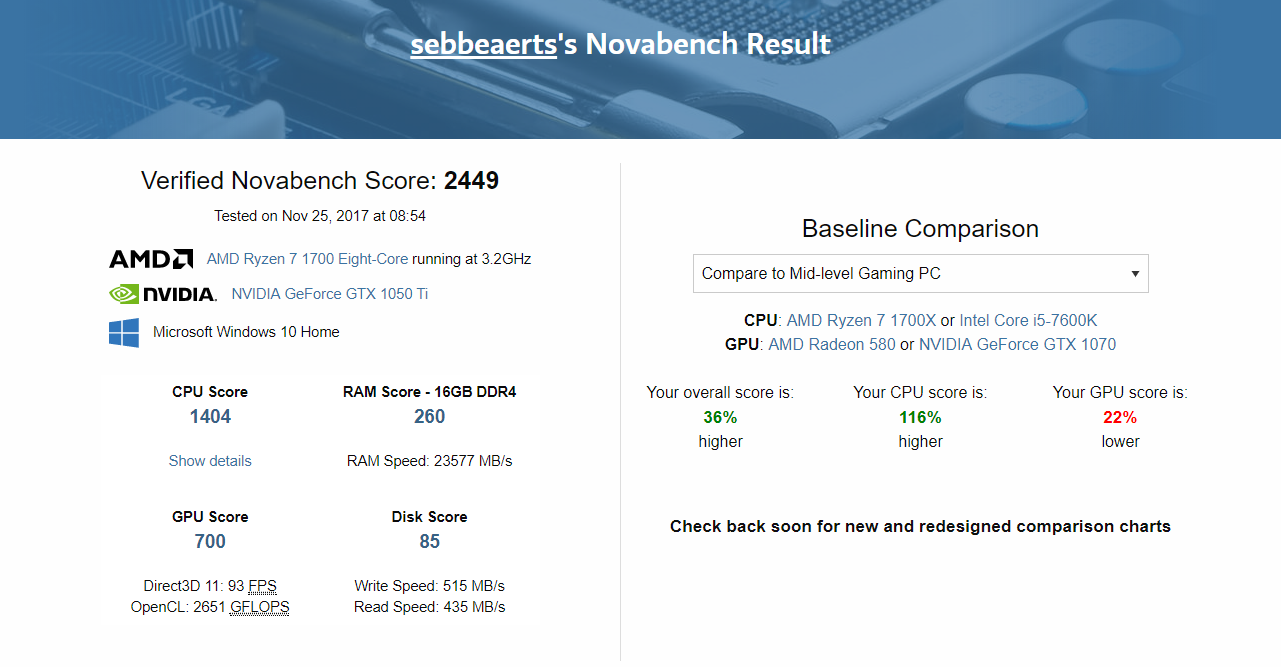 sebbeaerts's Novabench Result
LGA
Verified Novabench Score: 2449
Tested on Nov 25, 2017 at 08:54
AMD AMD Ryzen 7 1700 Eight-Core running at 3.2GHz
NVIDIA. NVIDIA GeForce GTX 1050 Ti
Microsoft Windows 10 Home
CPU Score
1404
Show details
RAM Score - 16GB DDR4
260
RAM Speed: 23577 MB/s
GPU Score
700
Direct3D 11: 93 FPS
OpenCL: 2651 GFLOPS
Disk Score
85
Write Speed: 515 MB/s
Read Speed: 435 MB/s
Baseline Comparison
Compare to Mid-level Gaming PC
CPU: AMD Ryzen 7 1700X or Intel Core i5-7600K
GPU: AMD Radeon 580 or NVIDIA GeForce GTX 1070
Your overall score is:
36%
higher
Your CPU score is:
116%
higher
Your GPU score is:
22%
lower
Check back soon for new and redesigned comparison charts